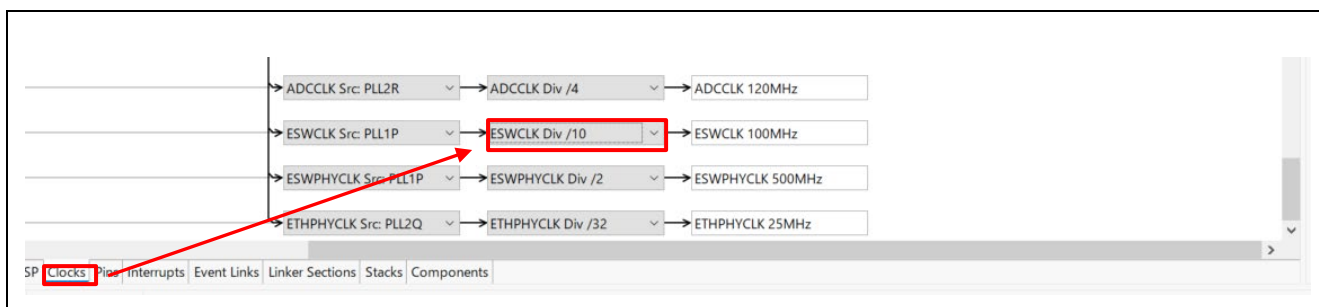 ADCCLK Src: PLL2R ADCCLK Div /4 ADCCLK 120MHz
ESWCLK Src: PLL1P ESWCLK Div /10 ESWCLK 100MHz
ESWPHYCLK Src: PLL1P ESWPHYCLK Div /2 ESWPHYCLK 500MHz
ETHPHYCLK Src: PLL2Q ETHPHYCLK Div /32 ETHPHYCLK 25MHz
SP Clocks Pins Interrupts Event Links Linker Sections Stacks Components